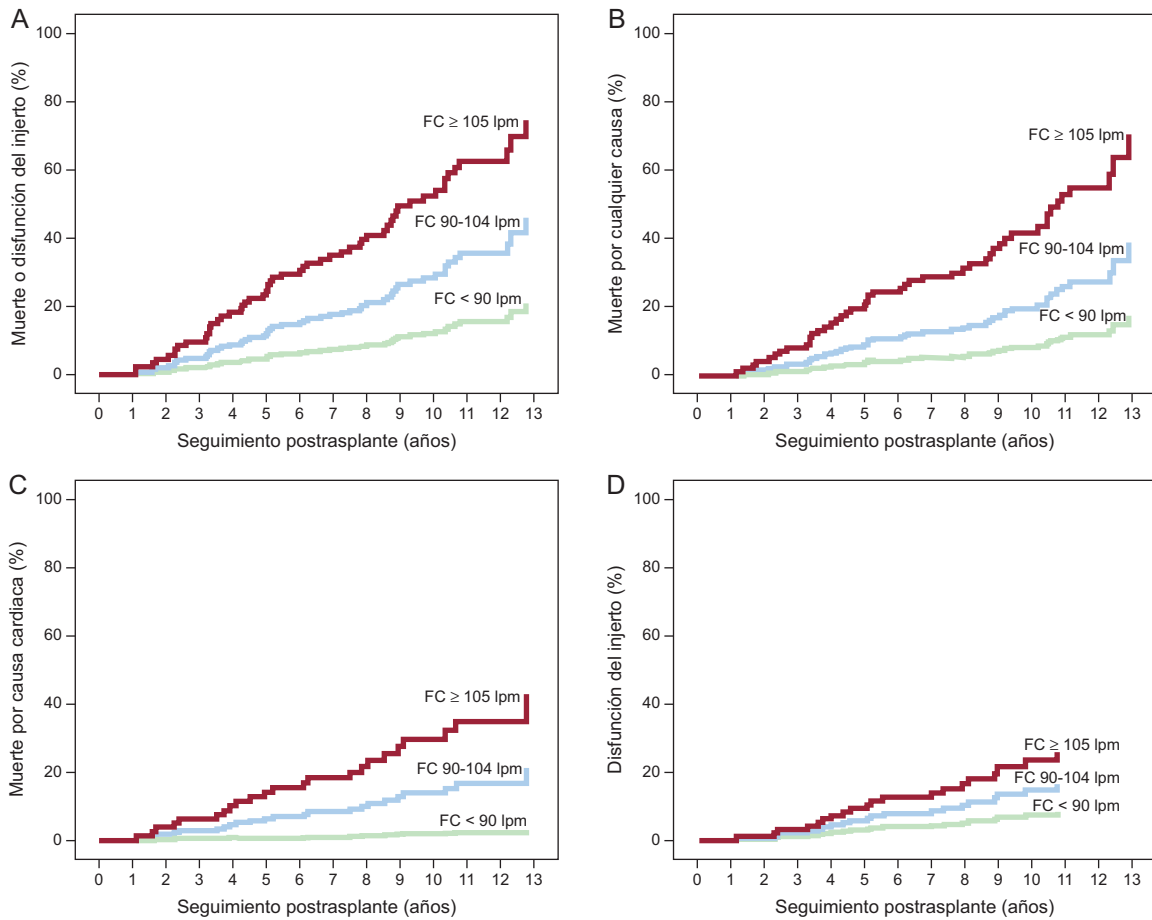 A
Muerte o disfunción del injerto (%)
100
80
60
40
20
0
FC ≥ 105 lpm
FC 90-104 lpm
FC < 90 lpm
0 1 2 3 4 5 6 7 8 9 10 11 12 13
Seguimiento postrasplante (años)
B
Muerte por cualquier causa (%)
100
80
60
40
20
0
FC ≥ 105 lpm
FC 90-104 lpm
FC < 90 lpm
0 1 2 3 4 5 6 7 8 9 10 11 12 13
Seguimiento postrasplante (años)
C
Muerte por causa cardiaca (%)
100
80
60
40
20
0
FC ≥ 105 lpm
FC 90-104 lpm
FC < 90 lpm
0 1 2 3 4 5 6 7 8 9 10 11 12 13
Seguimiento postrasplante (años)
D
Disfunción del injerto (%)
100
80
60
40
20
0
FC ≥ 105 lpm
FC 90-104 lpm
FC < 90 lpm
0 1 2 3 4 5 6 7 8 9 10 11 12 13
Seguimiento postrasplante (años)